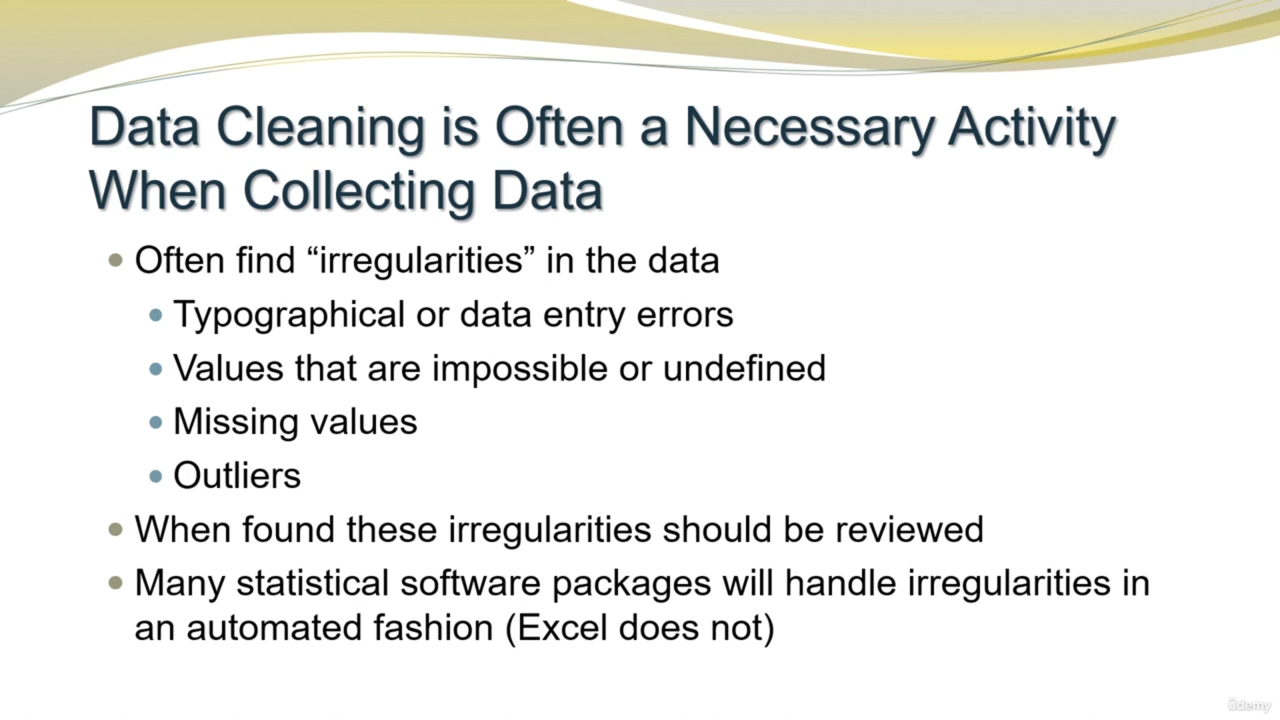 Data Cleaning is Often a Necessary Activity
When Collecting Data
• Often find “irregularities” in the data
• Typographical or data entry errors
• Values that are impossible or undefined
• Missing values
• Outliers
• When found these irregularities should be reviewed
• Many statistical software packages will handle irregularities in
an automated fashion (Excel does not)
ûdemy